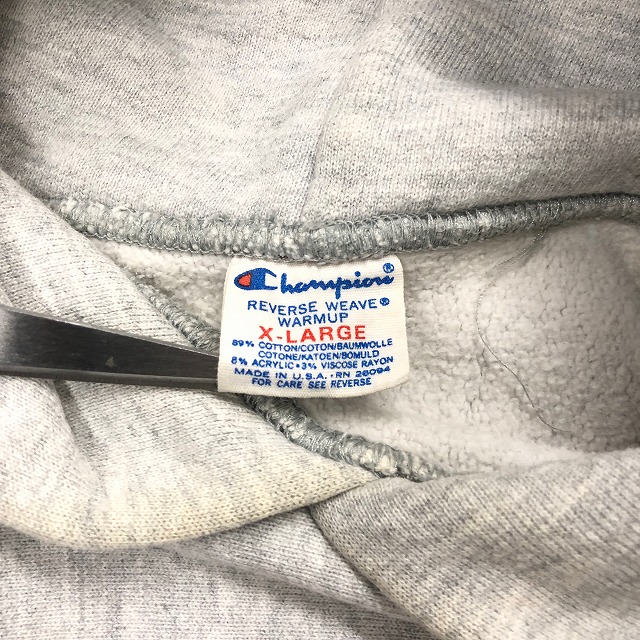 Champion®
REVERSE WEAVE®
WARMUP
X-LARGE
89% COTTON/COTON/BAUMWOLLE
COTONE/KATOEN/BOMULD
8% ACRYLIC • 3% VISCOSE RAYON
MADE IN U.S.A. • RN 26094
FOR CARE SEE REVERSE